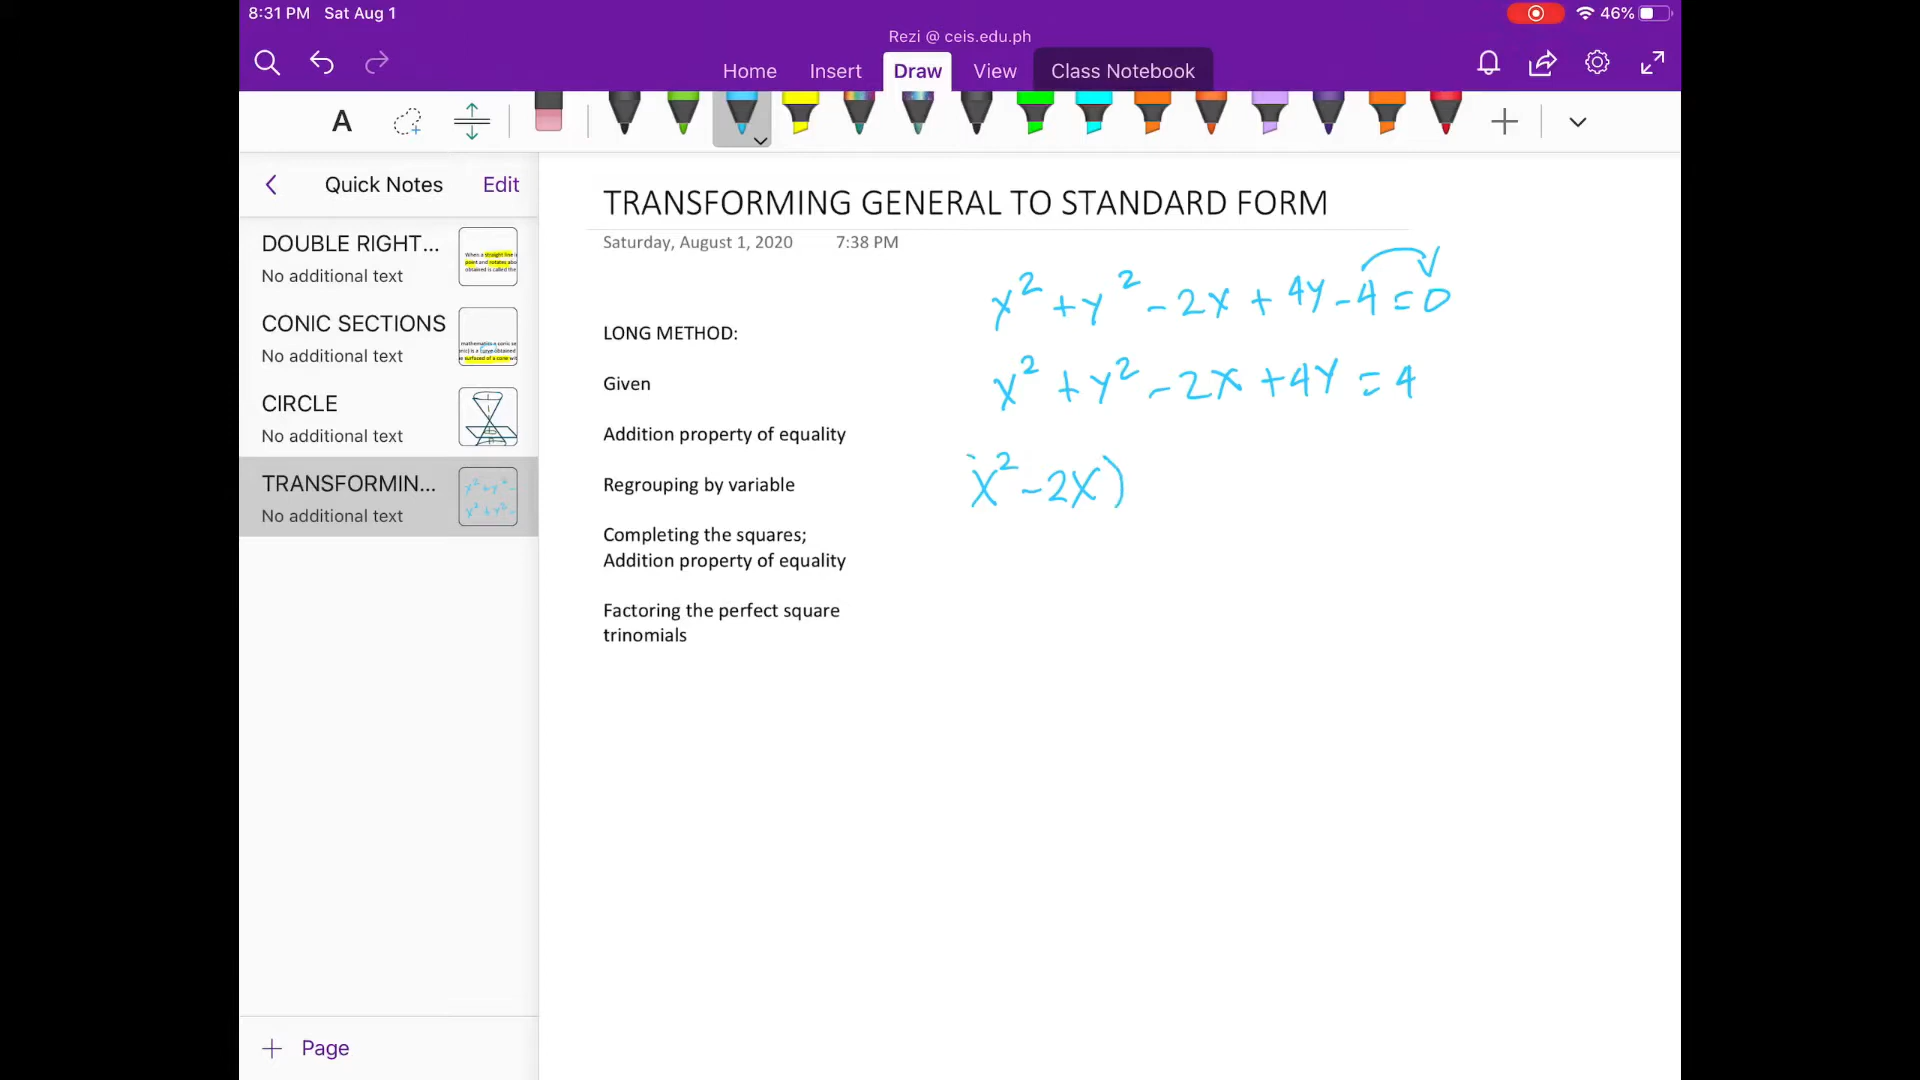 8:31 PM Sat Aug 1
46%
Rezi @ ceis.edu.ph
Home Insert Draw View Class Notebook
A
Quick Notes Edit
DOUBLE RIGHT...
No additional text
CONIC SECTIONS
No additional text
CIRCLE
No additional text
TRANSFORMIN...
No additional text
+ Page
TRANSFORMING GENERAL TO STANDARD FORM
Saturday, August 1, 2020 7:38 PM
x² + y² - 2x + 4y - 4 = 0
LONG METHOD:
Given
x² + y² - 2x + 4y = 4
Addition property of equality
Regrouping by variable
x² - 2x)
Completing the squares;
Addition property of equality
Factoring the perfect square
trinomials